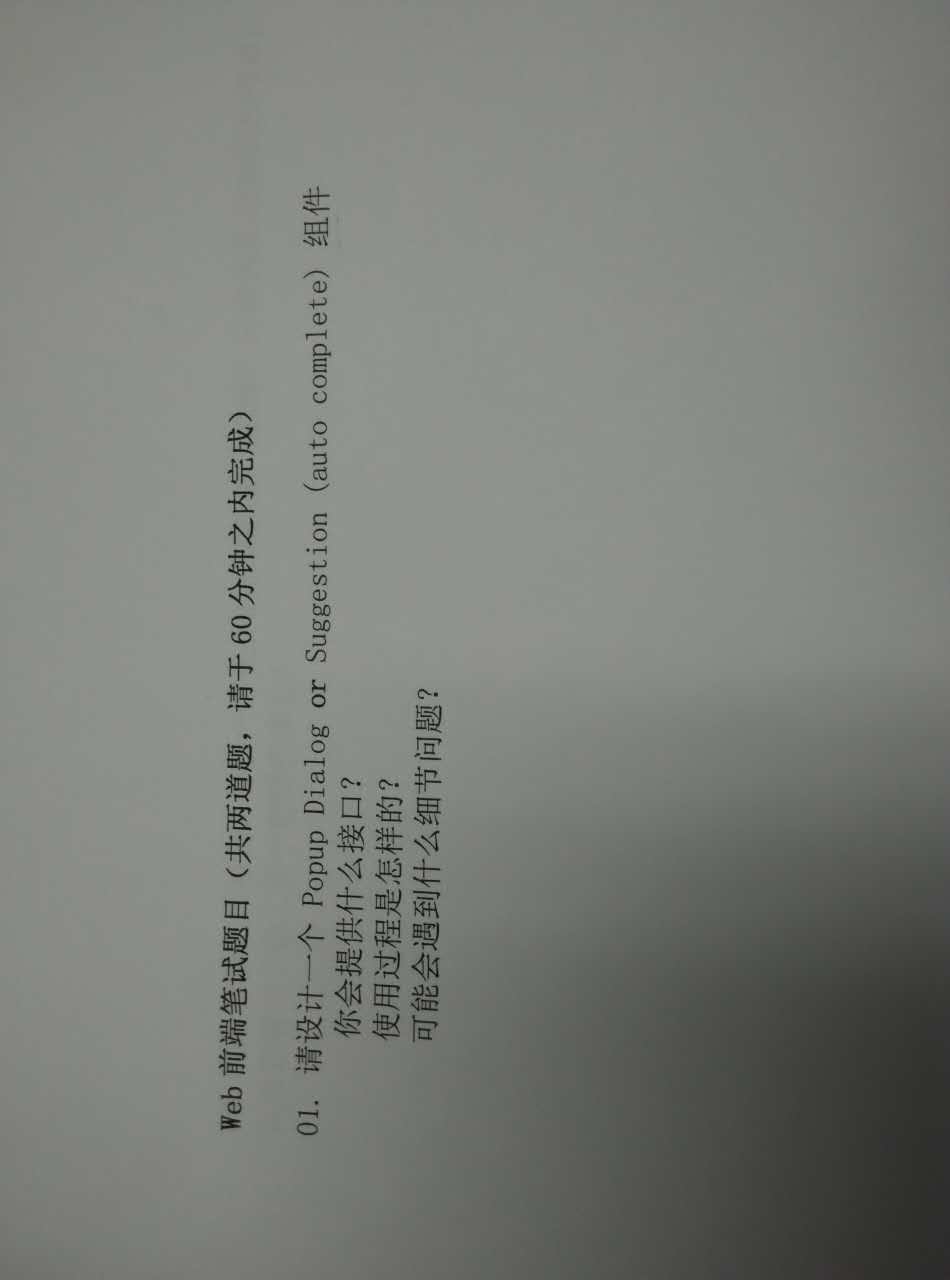 Web 前端笔试题目（共两道题，请于 60 分钟之内完成）
01. 请设计一个 Popup Dialog or Suggestion (auto complete) 组件
你会提供什么接口？
使用过程是怎样的？
可能会遇到什么细节问题？